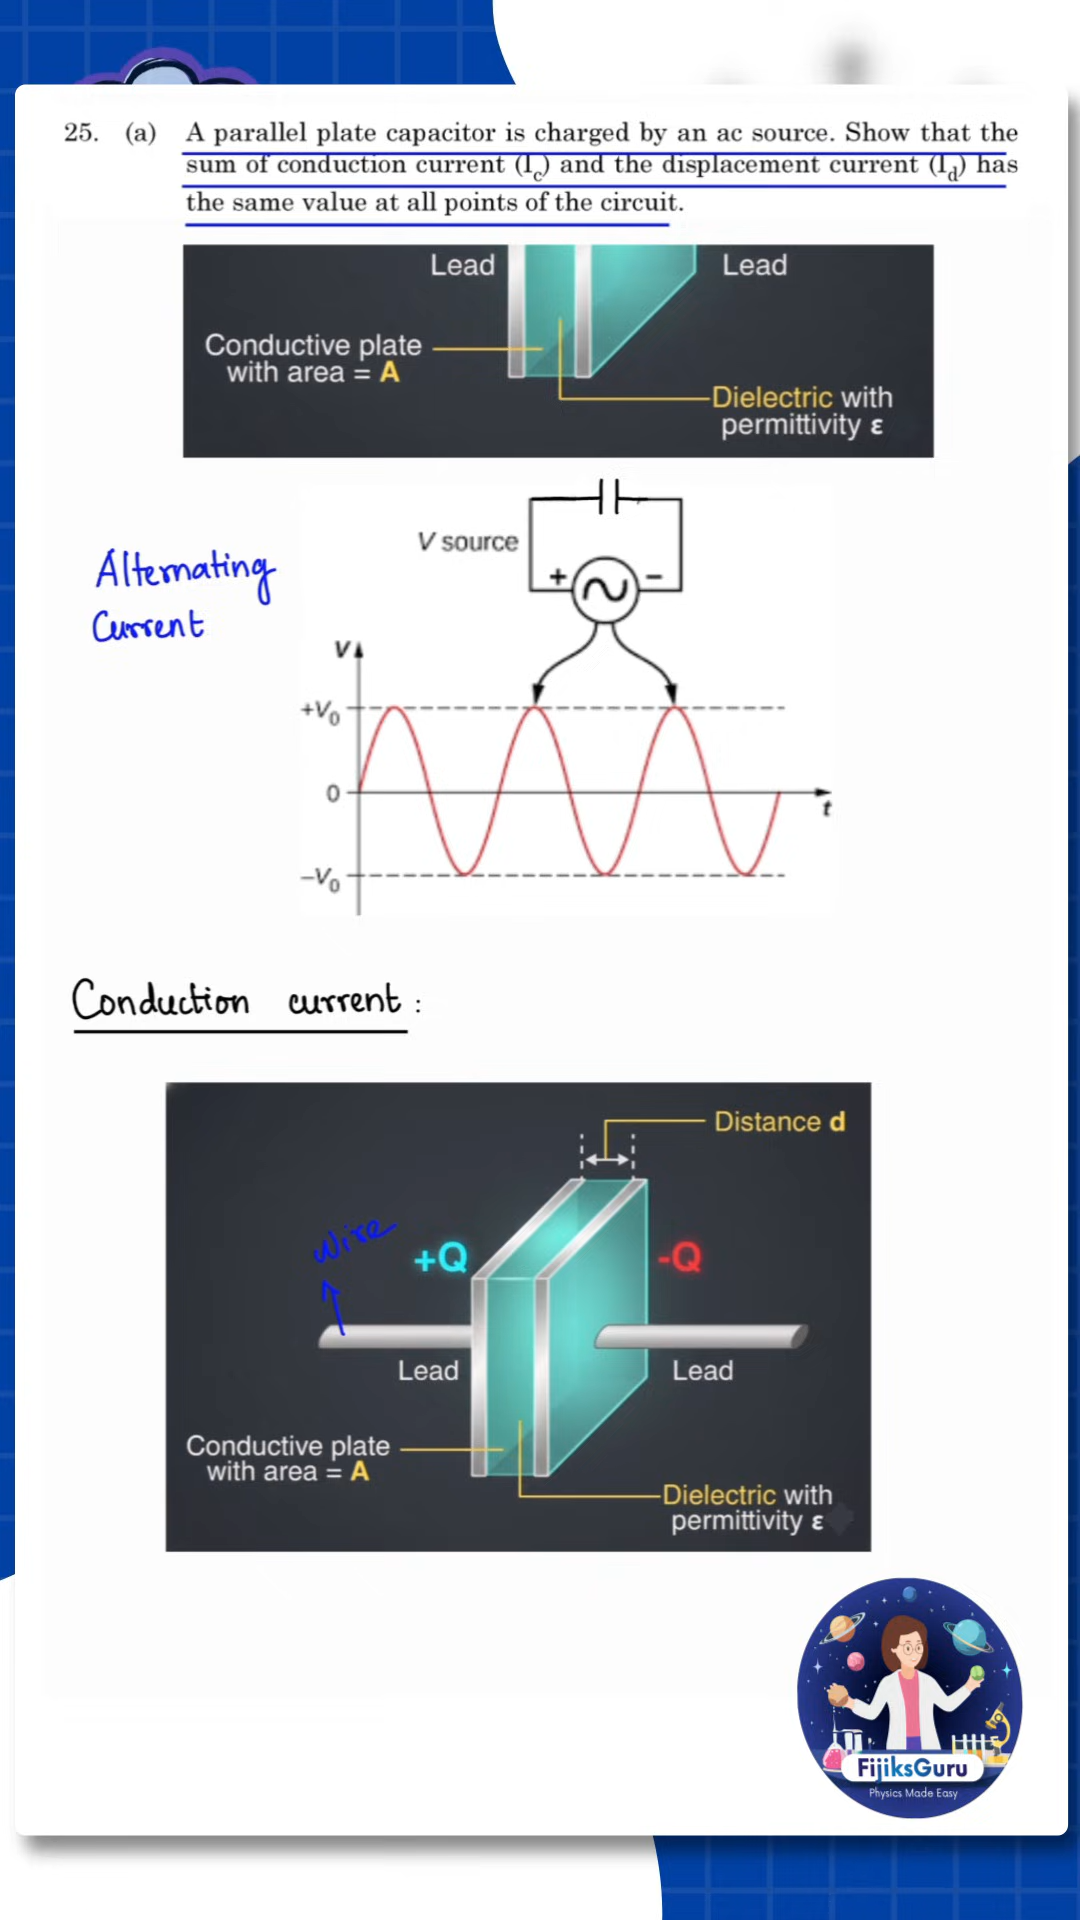 25. (a) A parallel plate capacitor is charged by an ac source. Show that the
sum of conduction current (I_c) and the displacement current (I_d) has
the same value at all points of the circuit.
Lead
Lead
Conductive plate
with area = A
Dielectric with
permittivity ε
V source
+
−
Alternating
Current
V
+V₀
0
t
−V₀
Conduction current :
Distance d
wire
+Q
-Q
Lead
Lead
Conductive plate
with area = A
Dielectric with
permittivity ε
FijiksGuru
Physics Made Easy